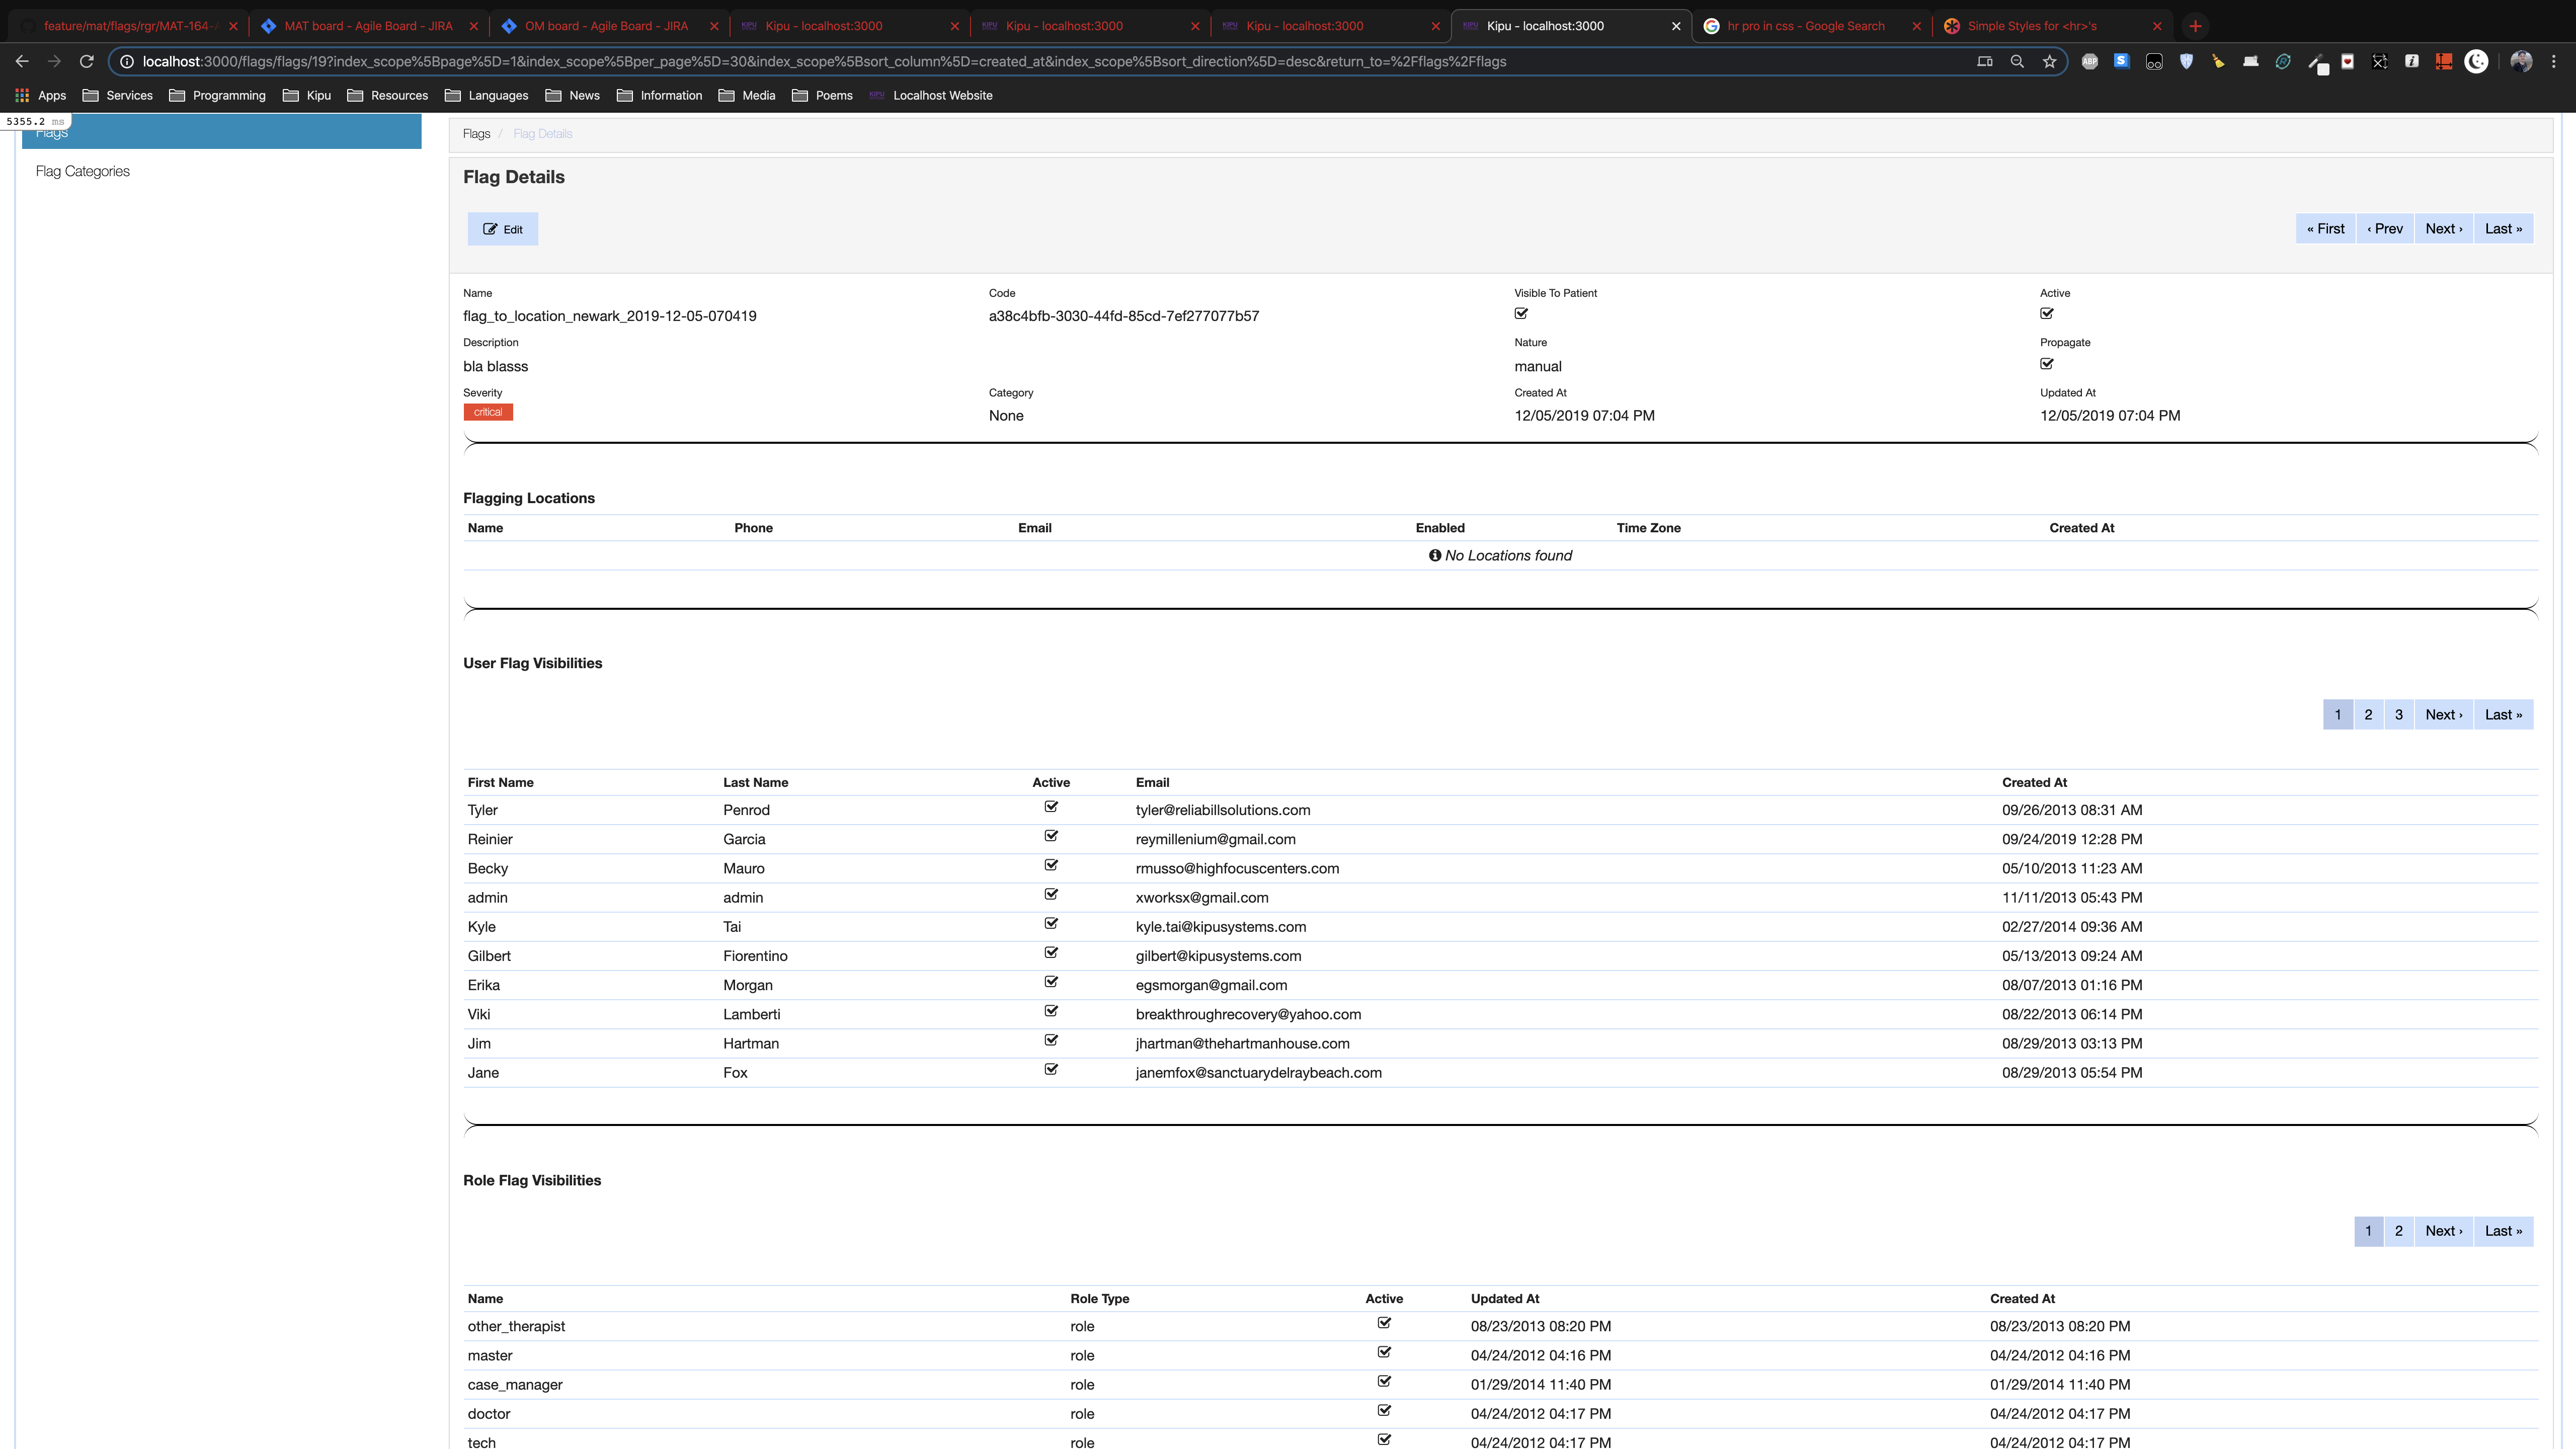 feature/mat/flags/rgr/MAT-164-
MAT board - Agile Board - JIRA
OM board - Agile Board - JIRA
Kipu - localhost:3000
Kipu - localhost:3000
Kipu - localhost:3000
Kipu - localhost:3000
hr pro in css - Google Search
Simple Styles for <hr>'s
localhost:3000/flags/flags/19?index_scope%5Bpage%5D=1&index_scope%5Bper_page%5D=30&index_scope%5Bsort_column%5D=created_at&index_scope%5Bsort_direction%5D=desc&return_to=%2Fflags%2Fflags
ABP
Apps Services Programming Kipu Resources Languages News Information Media Poems KIPU Localhost Website
5355.2 ms
Flags
Flag Categories
Flags / Flag Details
Flag Details
Edit
« First ‹ Prev Next › Last »
Name Code Visible To Patient Active
flag_to_location_newark_2019-12-05-070419 a38c4bfb-3030-44fd-85cd-7ef277077b57
Description Nature Propagate
bla blasss manual
Severity Category Created At Updated At
critical None 12/05/2019 07:04 PM 12/05/2019 07:04 PM
Flagging Locations
Name Phone Email Enabled Time Zone Created At
No Locations found
User Flag Visibilities
1 2 3 Next › Last »
First Name Last Name Active Email Created At
Tyler Penrod tyler@reliabillsolutions.com 09/26/2013 08:31 AM
Reinier Garcia reymillenium@gmail.com 09/24/2019 12:28 PM
Becky Mauro rmusso@highfocuscenters.com 05/10/2013 11:23 AM
admin admin xworksx@gmail.com 11/11/2013 05:43 PM
Kyle Tai kyle.tai@kipusystems.com 02/27/2014 09:36 AM
Gilbert Fiorentino gilbert@kipusystems.com 05/13/2013 09:24 AM
Erika Morgan egsmorgan@gmail.com 08/07/2013 01:16 PM
Viki Lamberti breakthroughrecovery@yahoo.com 08/22/2013 06:14 PM
Jim Hartman jhartman@thehartmanhouse.com 08/29/2013 03:13 PM
Jane Fox janemfox@sanctuarydelraybeach.com 08/29/2013 05:54 PM
Role Flag Visibilities
1 2 Next › Last »
Name Role Type Active Updated At Created At
other_therapist role 08/23/2013 08:20 PM 08/23/2013 08:20 PM
master role 04/24/2012 04:16 PM 04/24/2012 04:16 PM
case_manager role 01/29/2014 11:40 PM 01/29/2014 11:40 PM
doctor role 04/24/2012 04:17 PM 04/24/2012 04:17 PM
tech role 04/24/2012 04:17 PM 04/24/2012 04:17 PM